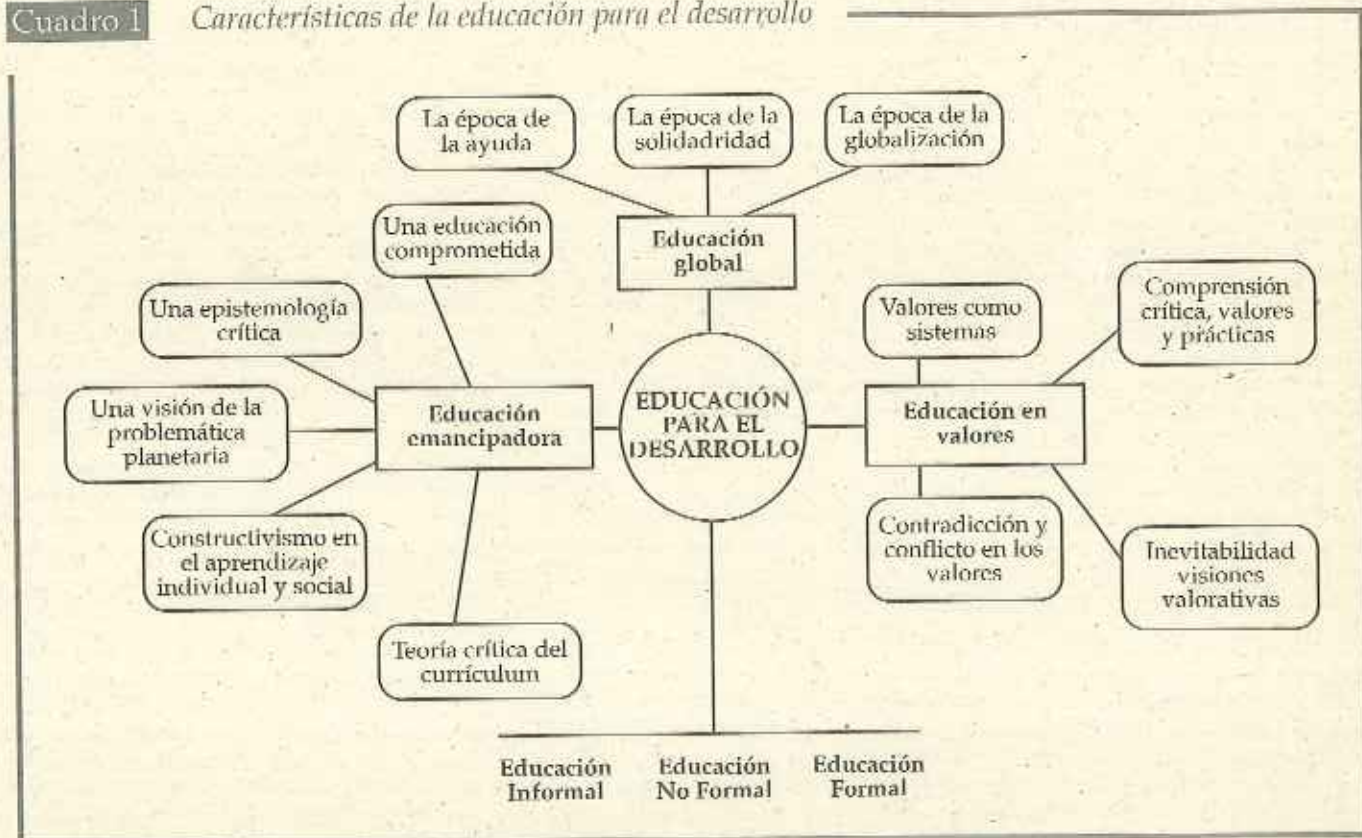 Cuadro 1
Características de la educación para el desarrollo
La época de
la ayuda
La época de la
solidadridad
La época de la
globalización
Una educación
comprometida
Educación
global
Una epistemología
crítica
Valores como
sistemas
Comprensión
crítica, valores
y prácticas
Una visión de la
problemática
planetaria
Educación
emancipadora
EDUCACIÓN
PARA EL
DESARROLLO
Educación en
valores
Constructivismo en
el aprendizaje
individual y social
Contradicción y
conflicto en los
valores
Inevitabilidad
visiones
valorativas
Teoría crítica del
currículum
Educación
Informal
Educación
No Formal
Educación
Formal